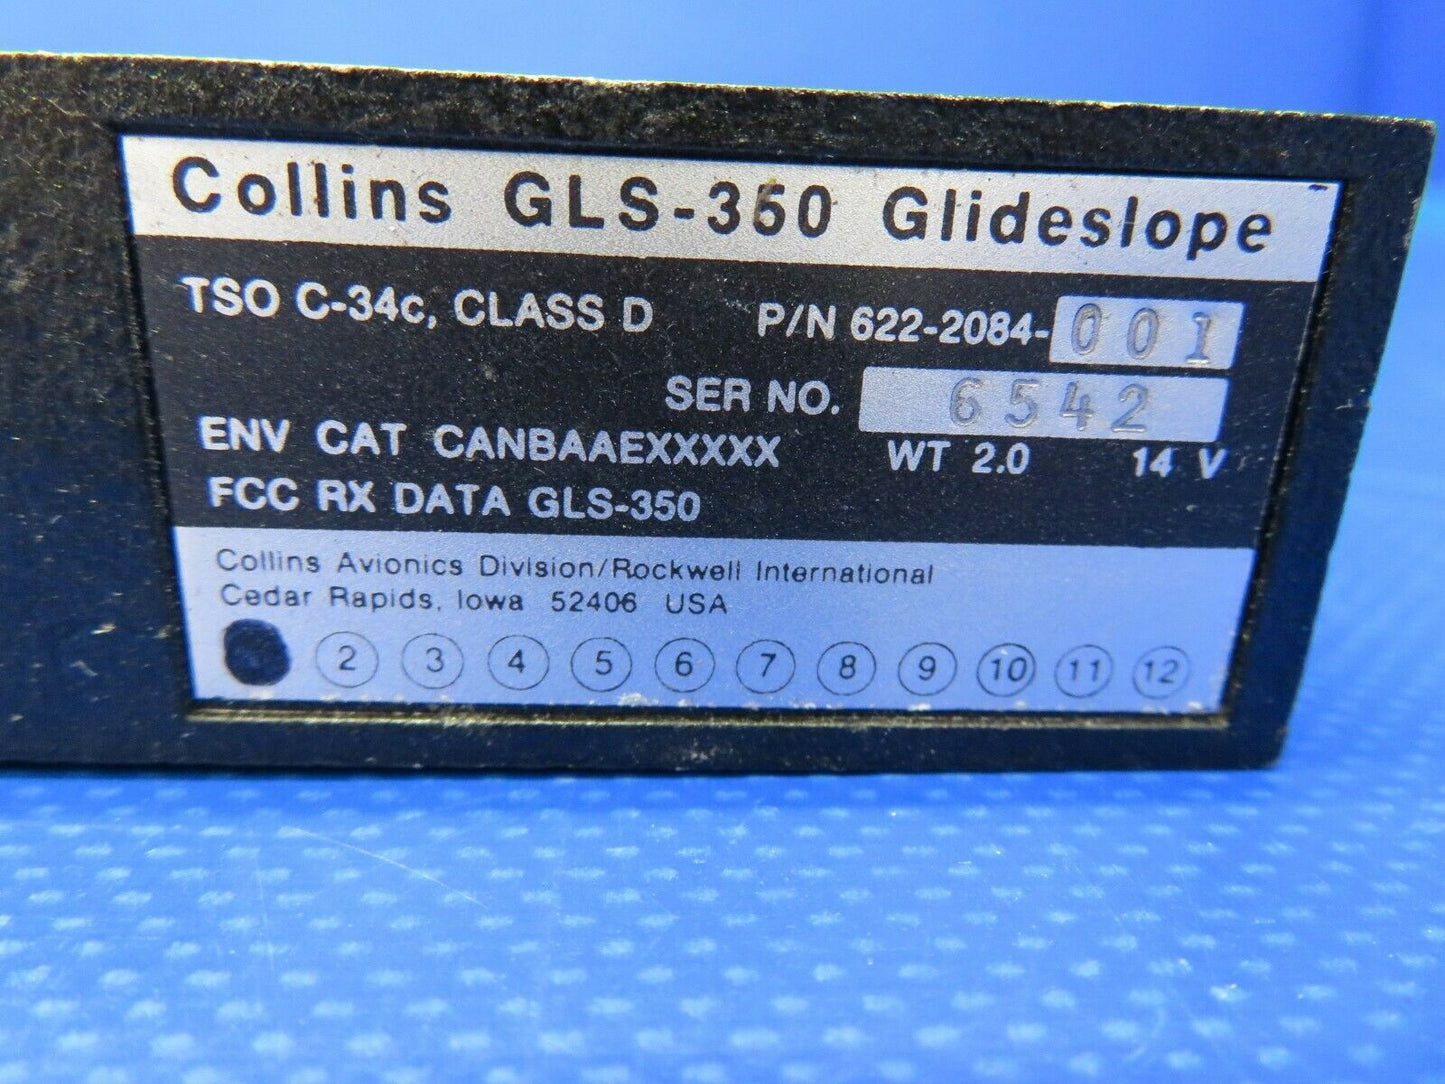 Collins GLS-350 Glideslope
TSO C-34c, CLASS D P/N 622-2084-001
SER NO. 6542
ENV CAT CANBAAEXXXXX WT 2.0 14 V
FCC RX DATA GLS-350
Collins Avionics Division/Rockwell International
Cedar Rapids, Iowa 52406 USA
2 3 4 5 6 7 8 9 10 11 12